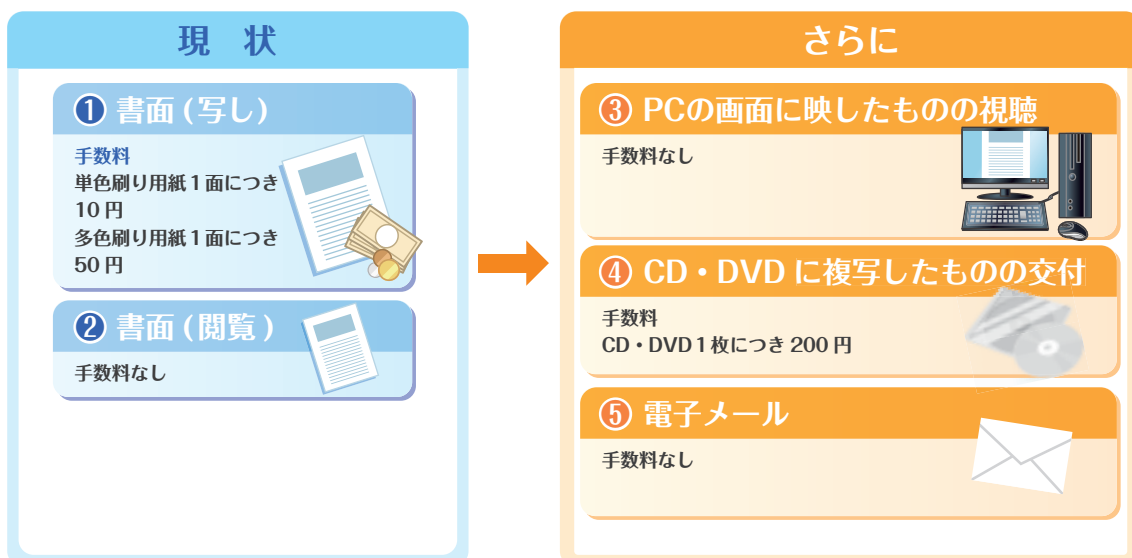 現 状
❶ 書面(写し)
手数料
単色刷り用紙1面につき
10円
多色刷り用紙1面につき
50円
❷ 書面(閲覧)
手数料なし
さらに
③ PCの画面に映したものの視聴
手数料なし
④ CD・DVDに複写したものの交付
手数料
CD・DVD1枚につき200円
⑤ 電子メール
手数料なし